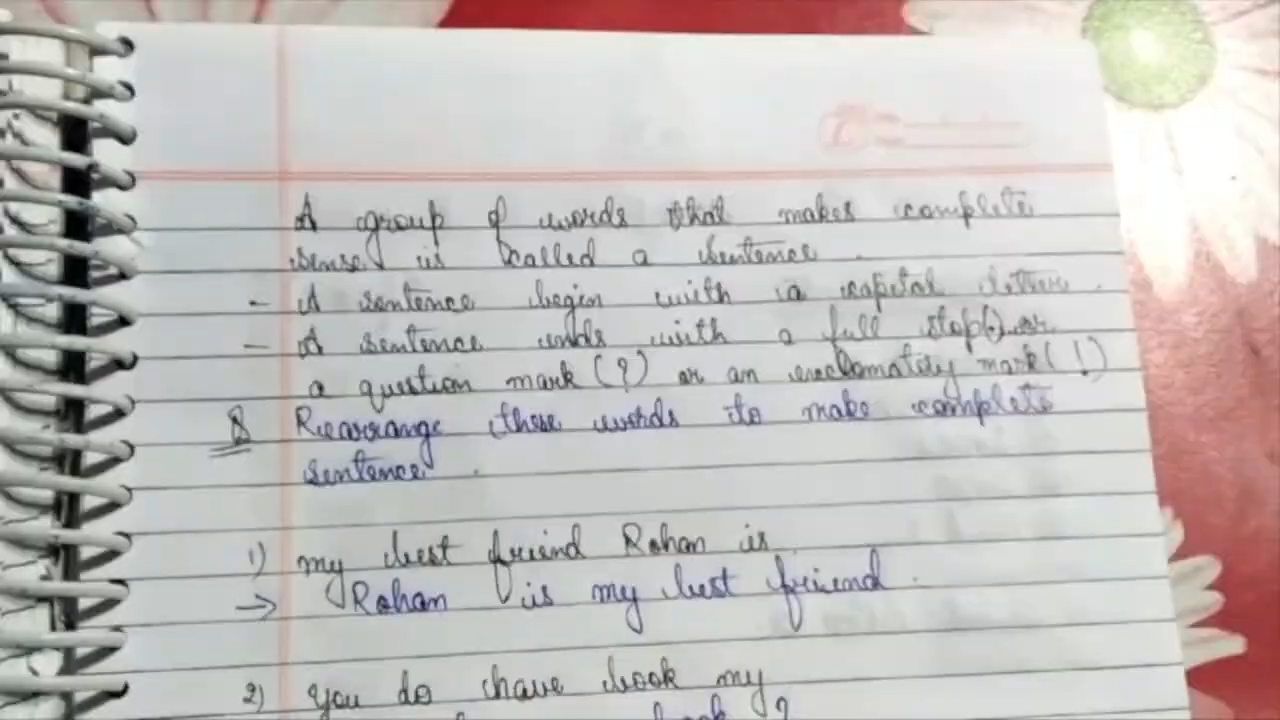 A group of words that makes complete
sense is called a sentence .
- A sentence begin with a capital letter .
- A sentence ends with a full stop(.) or
a question mark (?) or an exclamatory mark (!)
Q Rearrange these words to make complete
sentence .
1) my best friend Rohan is
→ Rohan is my best friend .
2) you do have book my
book ?